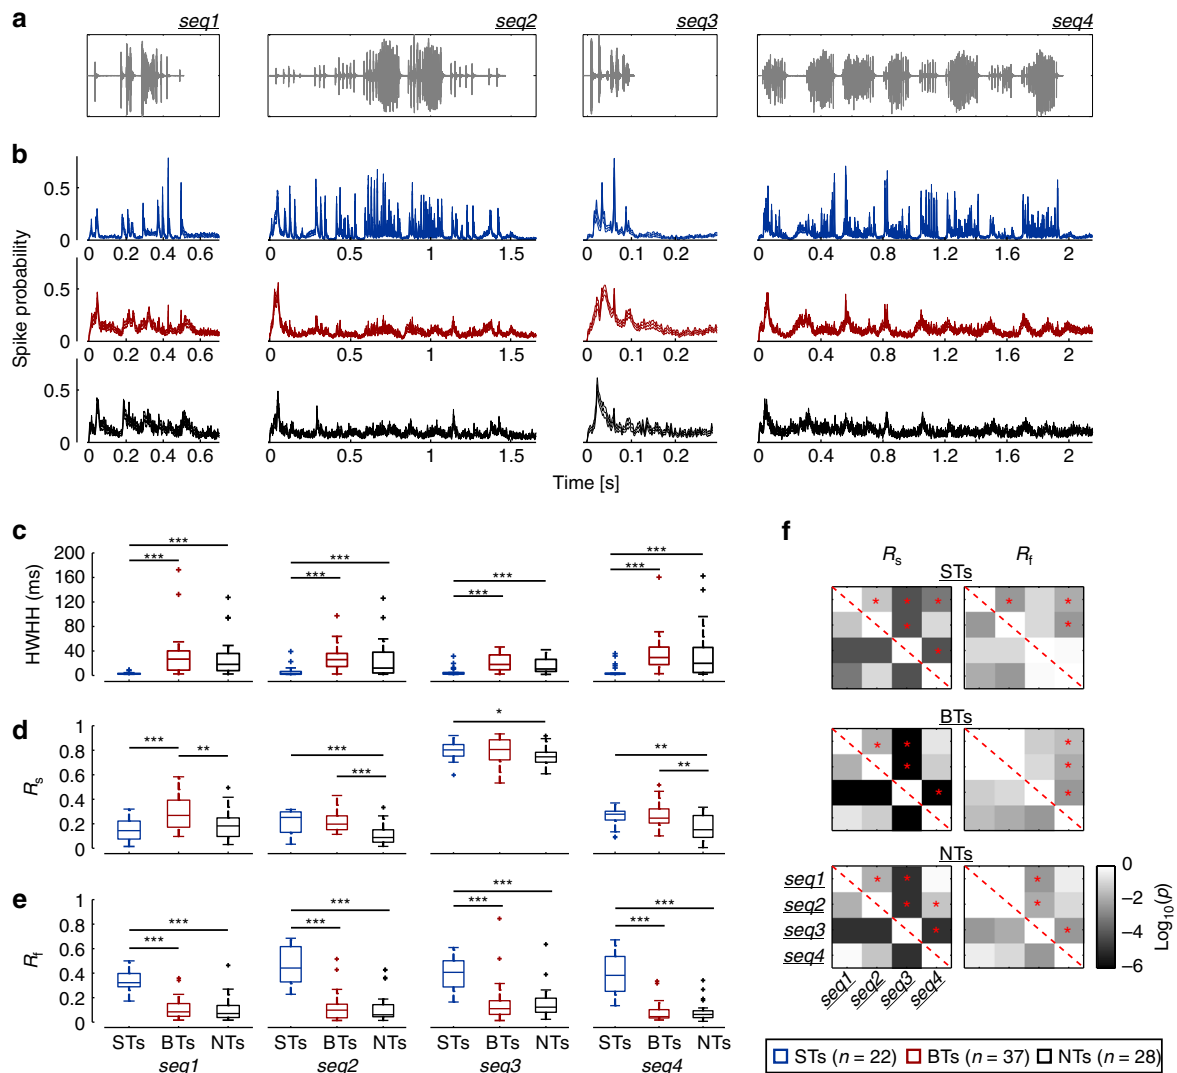 a
seq1 seq2 seq3 seq4
b
Spike probability
0.5
0
0 0.2 0.4 0.6 0 0.5 1 1.5 0 0.1 0.2 0 0.4 0.8 1.2 1.6 2
0.5
0
0 0.2 0.4 0.6 0 0.5 1 1.5 0 0.1 0.2 0 0.4 0.8 1.2 1.6 2
0.5
0
0 0.2 0.4 0.6 0 0.5 1 1.5 0 0.1 0.2 0 0.4 0.8 1.2 1.6 2
Time [s]
c
HWHH (ms)
200
160
120
80
40
0
*** *** *** *** *** *** *** ***
d
Rs
1
0.8
0.6
0.4
0.2
0
*** ** *** *** * ** **
e
Rf
1
0.8
0.6
0.4
0.2
0
*** *** *** *** *** *** *** ***
STs BTs NTs STs BTs NTs STs BTs NTs STs BTs NTs
seq1 seq2 seq3 seq4
f
Rs Rf
STs
* * * * * * * *
BTs
* * * * * * *
NTs
* * * * * * * *
seq1
seq2
seq3
seq4
seq1 seq2 seq3 seq4
0
−2
−4
−6
Log10(p)
STs (n = 22) BTs (n = 37) NTs (n = 28)